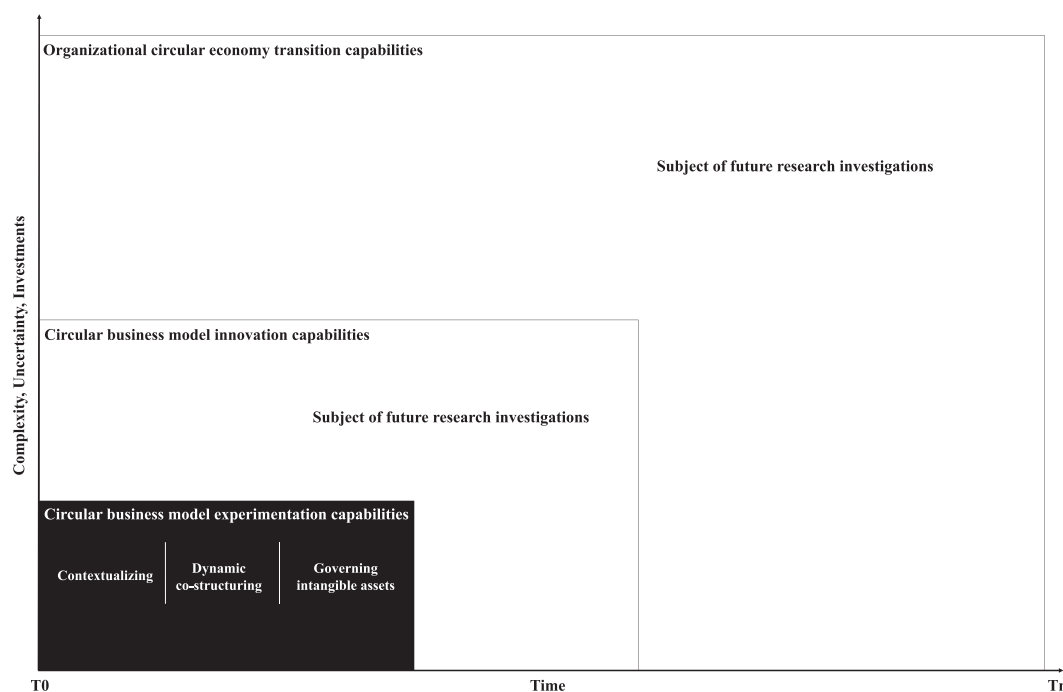 Organizational circular economy transition capabilities
Subject of future research investigations
Complexity, Uncertainty, Investments
Circular business model innovation capabilities
Subject of future research investigations
Circular business model experimentation capabilities
Contextualizing
Dynamic
co-structuring
Governing
intangible assets
T0
Time